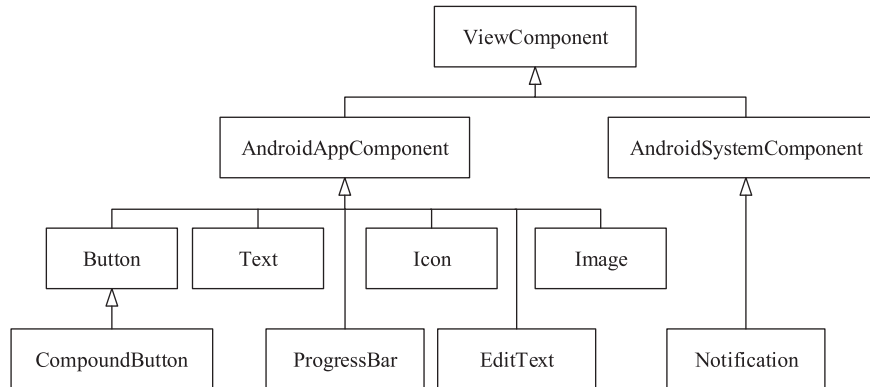 ViewComponent
AndroidAppComponent
AndroidSystemComponent
Button
Text
Icon
Image
CompoundButton
ProgressBar
EditText
Notification